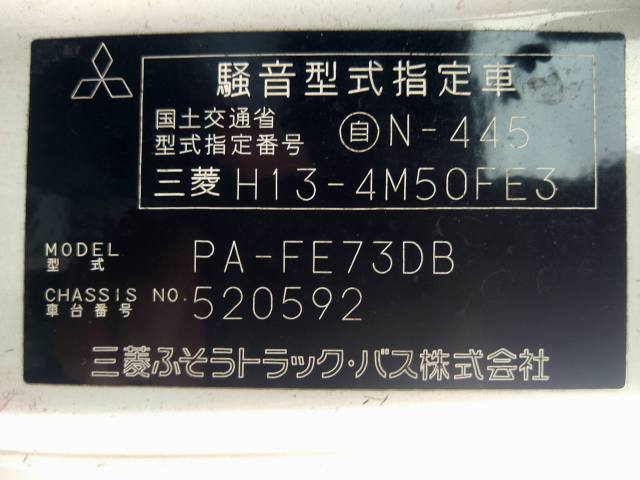 騒音型式指定車
国土交通省
型式指定番号 �/自 N-445
三菱 H13-4M50FE3
MODEL
型式 PA-FE73DB
CHASSIS NO.
車台番号 520592
三菱ふそうトラック・バス株式会社